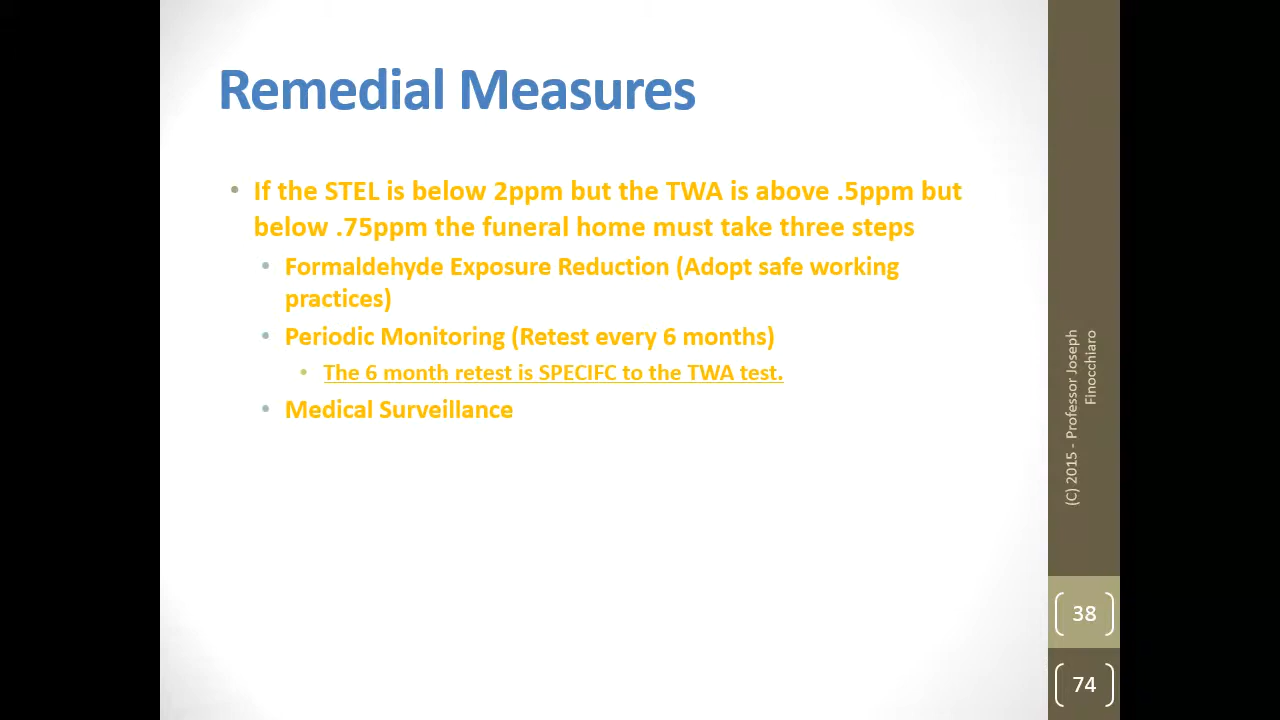 Remedial Measures
• If the STEL is below 2ppm but the TWA is above .5ppm but
below .75ppm the funeral home must take three steps
• Formaldehyde Exposure Reduction (Adopt safe working
practices)
• Periodic Monitoring (Retest every 6 months)
• The 6 month retest is SPECIFC to the TWA test.
• Medical Surveillance
(C) 2015 - Professor Joseph
Finocchiaro
38
74